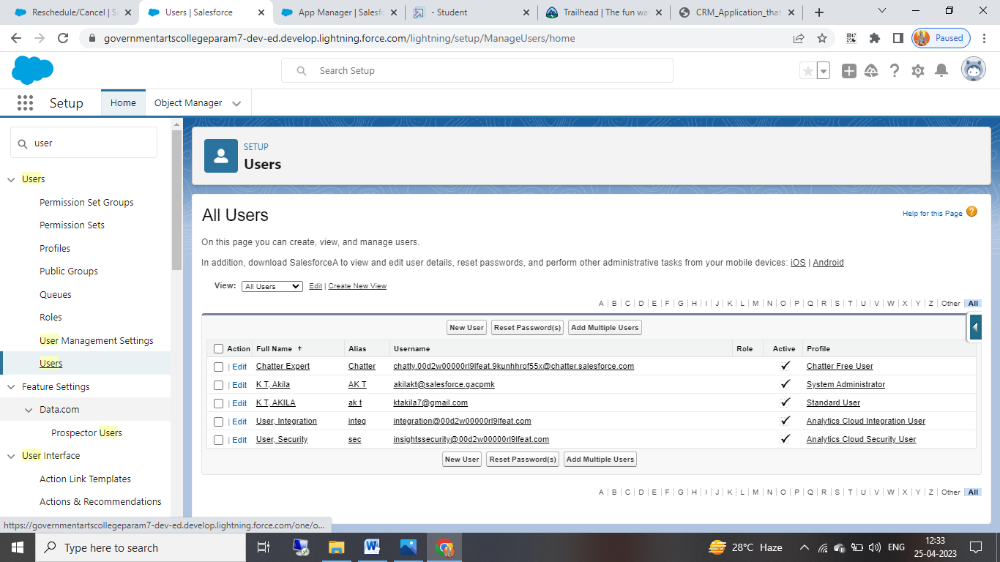 Reschedule/Cancel | S
Users | Salesforce
App Manager | Salesfo
- Student
Trailhead | The fun wa
CRM_Application_that
governmentartscollegeparam7-dev-ed.develop.lightning.force.com/lightning/setup/ManageUsers/home
Paused
Search Setup
Setup
Home
Object Manager
user
Users
Permission Set Groups
Permission Sets
Profiles
Public Groups
Queues
Roles
User Management Settings
Users
Feature Settings
Data.com
Prospector Users
User Interface
Action Link Templates
Actions & Recommendations
SETUP
Users
All Users
Help for this Page ?
On this page you can create, view, and manage users.
In addition, download SalesforceA to view and edit user details, reset passwords, and perform other administrative tasks from your mobile devices: iOS | Android
View: All Users Edit | Create New View
A | B | C | D | E | F | G | H | I | J | K | L | M | N | O | P | Q | R | S | T | U | V | W | X | Y | Z | Other | All
New User Reset Password(s) Add Multiple Users
Action Full Name ↑ Alias Username Role Active Profile
| Edit Chatter Expert Chatter chatty.00d2w00000rl9lfeat.9kunhhrof55x@chatter.salesforce.com ✓ Chatter Free User
| Edit K T, Akila AK T akilakt@salesforce.gacpmk ✓ System Administrator
| Edit K T, AKILA ak t ktakila7@gmail.com ✓ Standard User
| Edit User, Integration integ integration@00d2w00000rl9lfeat.com ✓ Analytics Cloud Integration User
| Edit User, Security sec insightssecurity@00d2w00000rl9lfeat.com ✓ Analytics Cloud Security User
New User Reset Password(s) Add Multiple Users
A | B | C | D | E | F | G | H | I | J | K | L | M | N | O | P | Q | R | S | T | U | V | W | X | Y | Z | Other | All
https://governmentartscollegeparam7-dev-ed.develop.lightning.force.com/one/o...
Type here to search
28°C Haze
ENG
12:33
25-04-2023